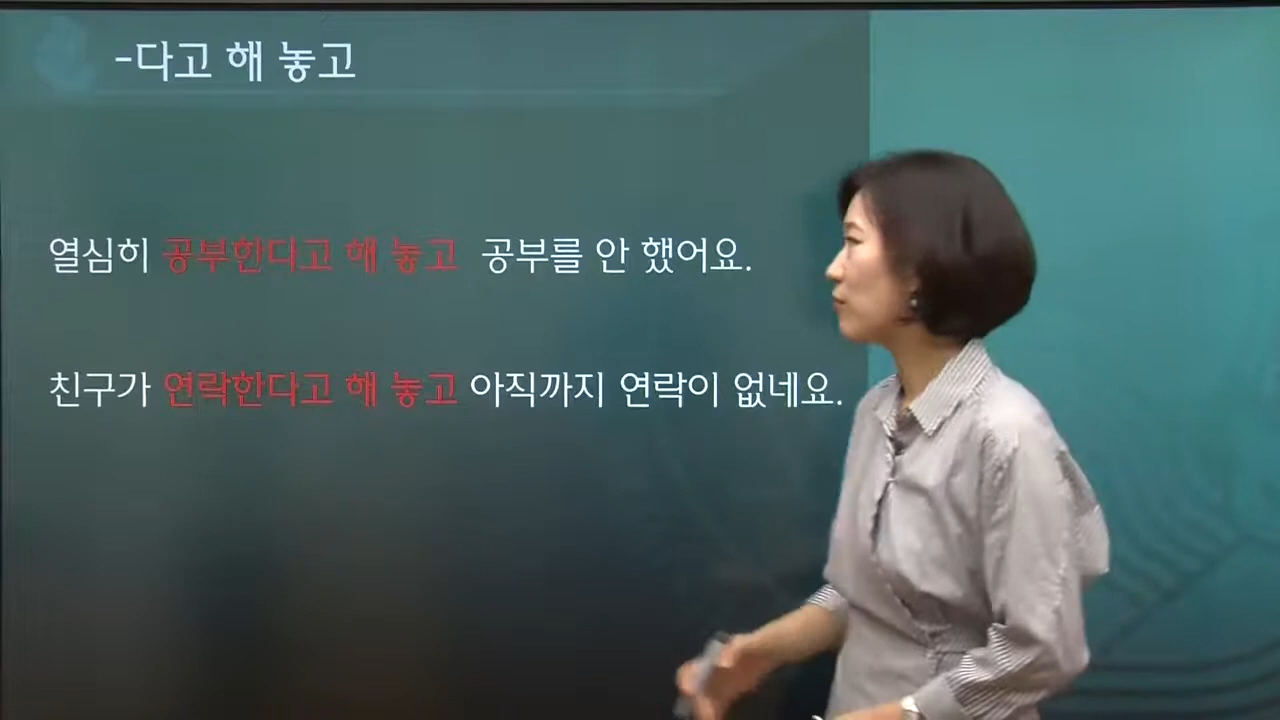 -다고 해 놓고
열심히 공부한다고 해 놓고 공부를 안 했어요.
친구가 연락한다고 해 놓고 아직까지 연락이 없네요.